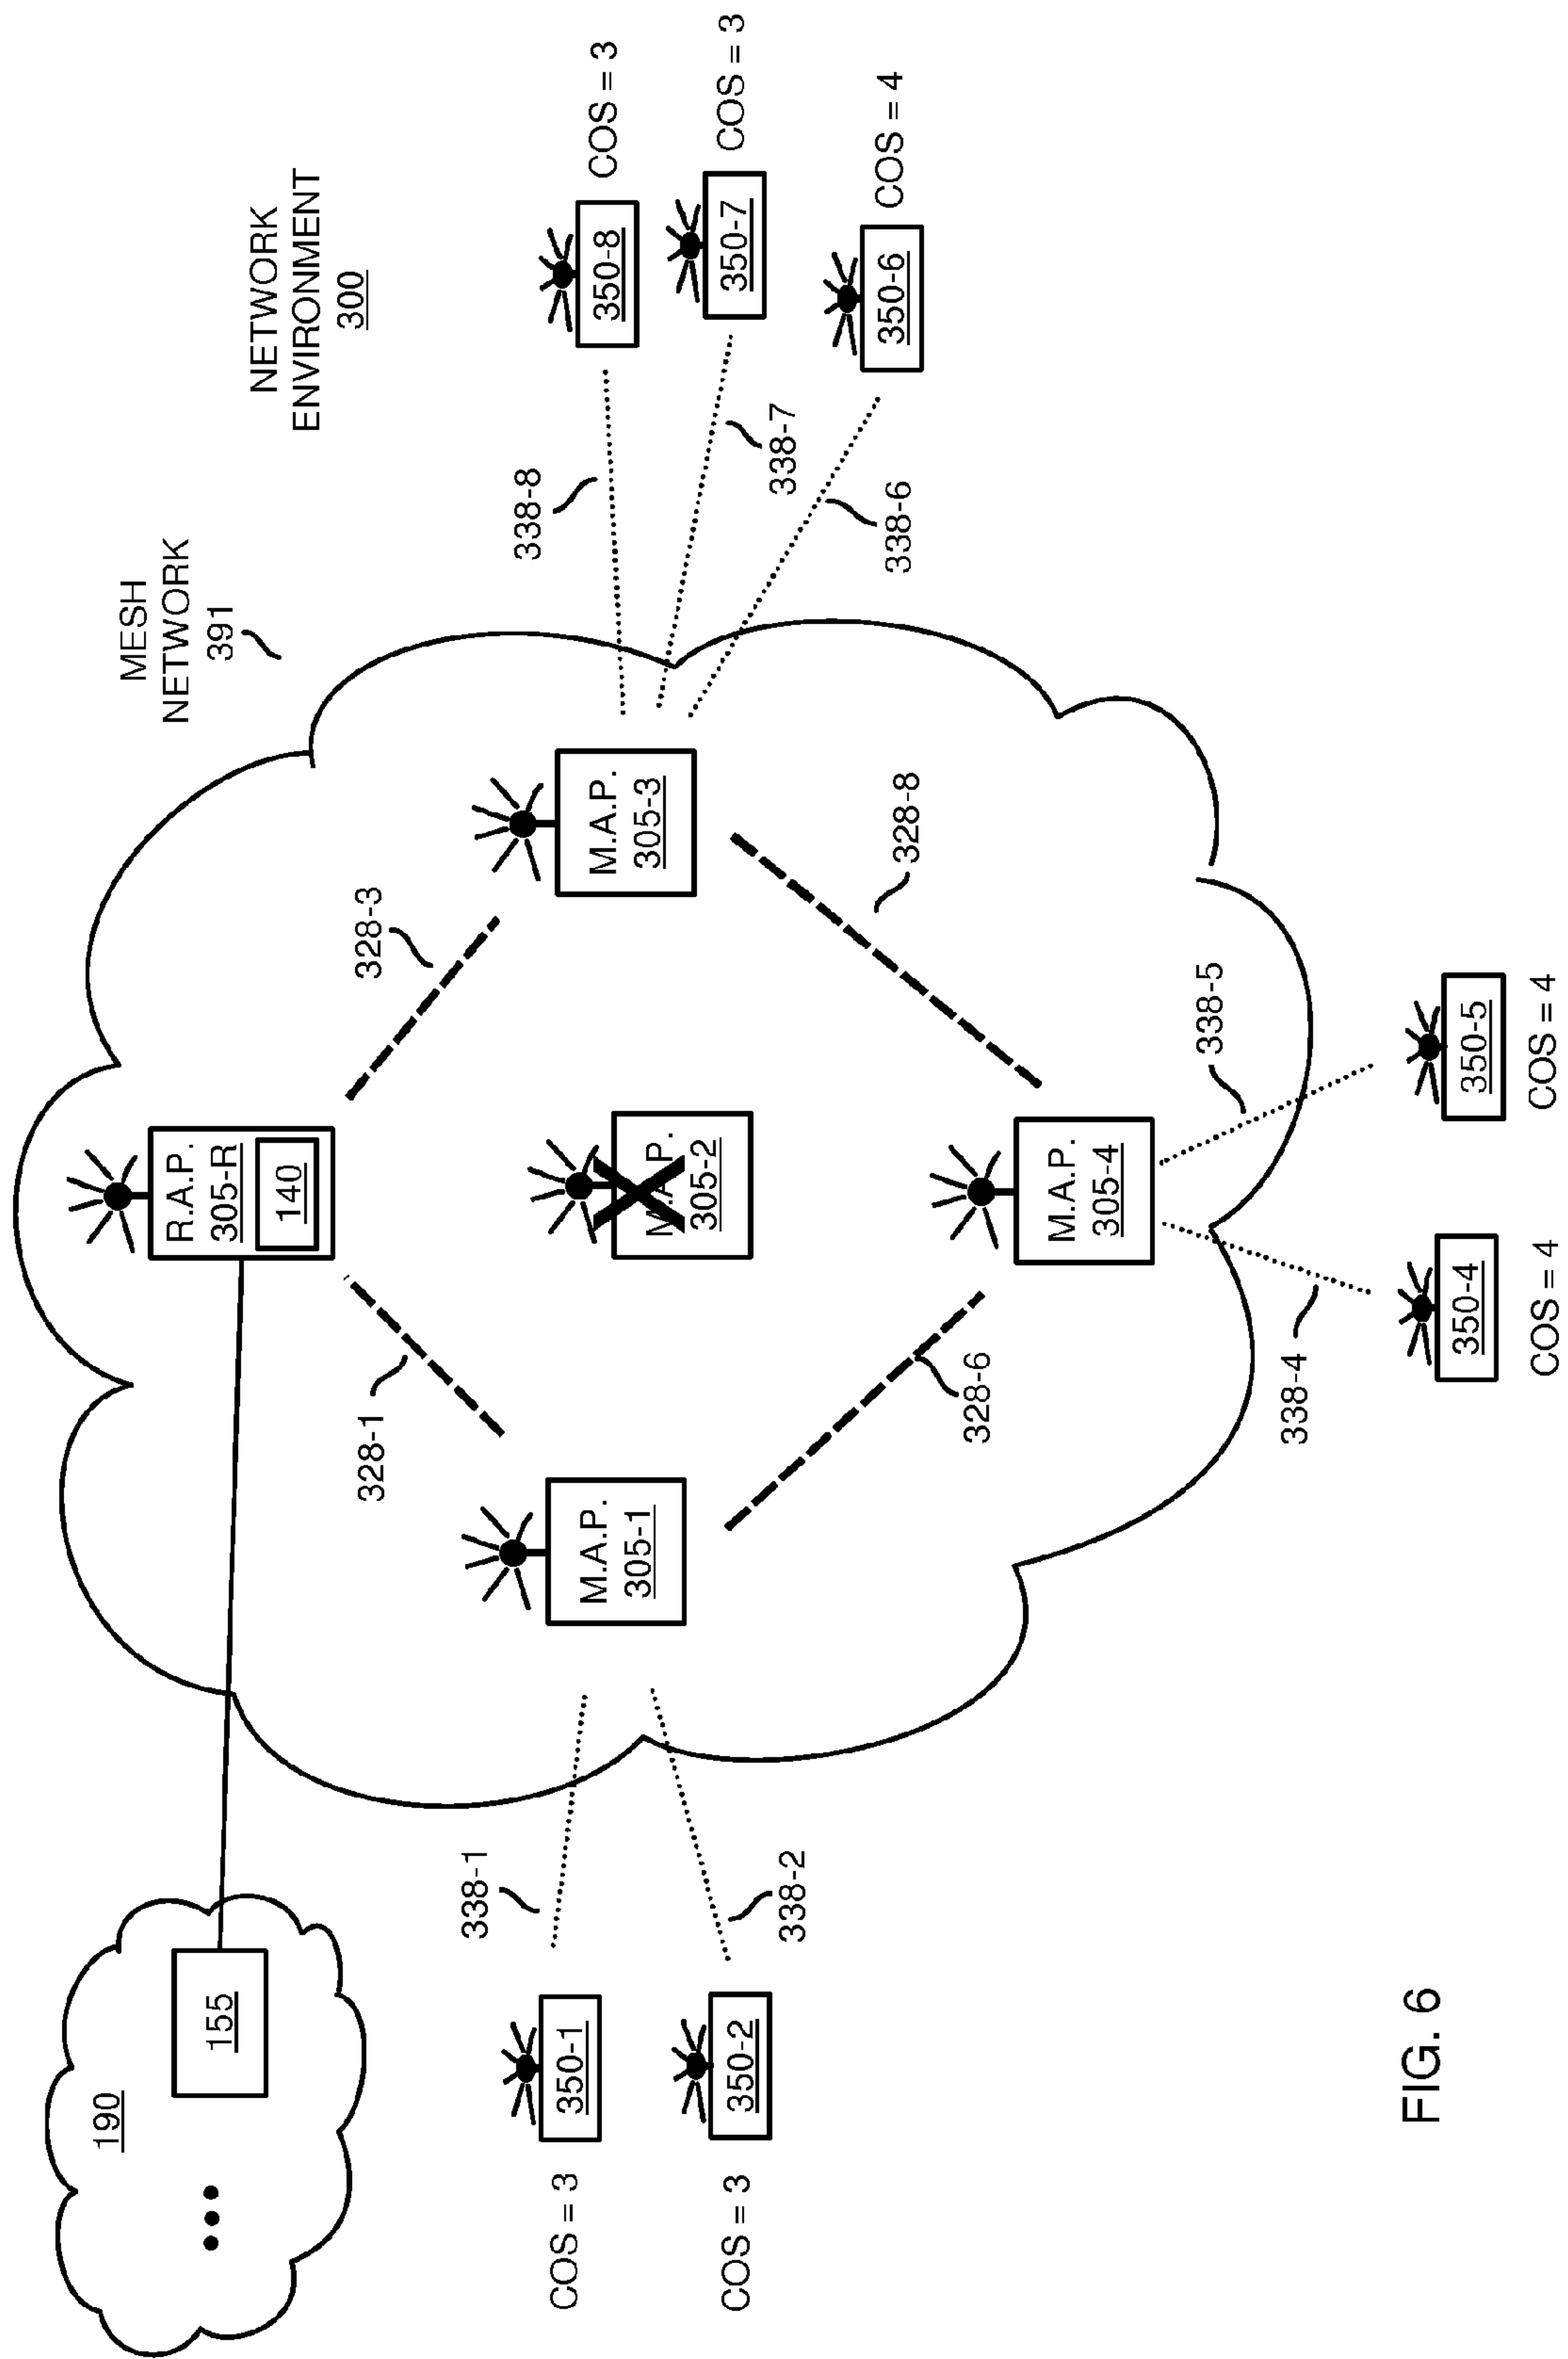 NETWORK
ENVIRONMENT
300
MESH
NETWORK
391
190
155
R.A.P.
305-R
140
328-1
328-3
M.A.P.
305-1
M.A.P.
305-2
M.A.P.
305-3
M.A.P.
305-4
328-6
328-8
338-1
338-2
350-1
COS = 3
350-2
COS = 3
338-8
338-7
338-6
350-8
COS = 3
350-7
COS = 3
350-6
COS = 4
338-4
338-5
350-4
COS = 4
350-5
COS = 4
FIG. 6